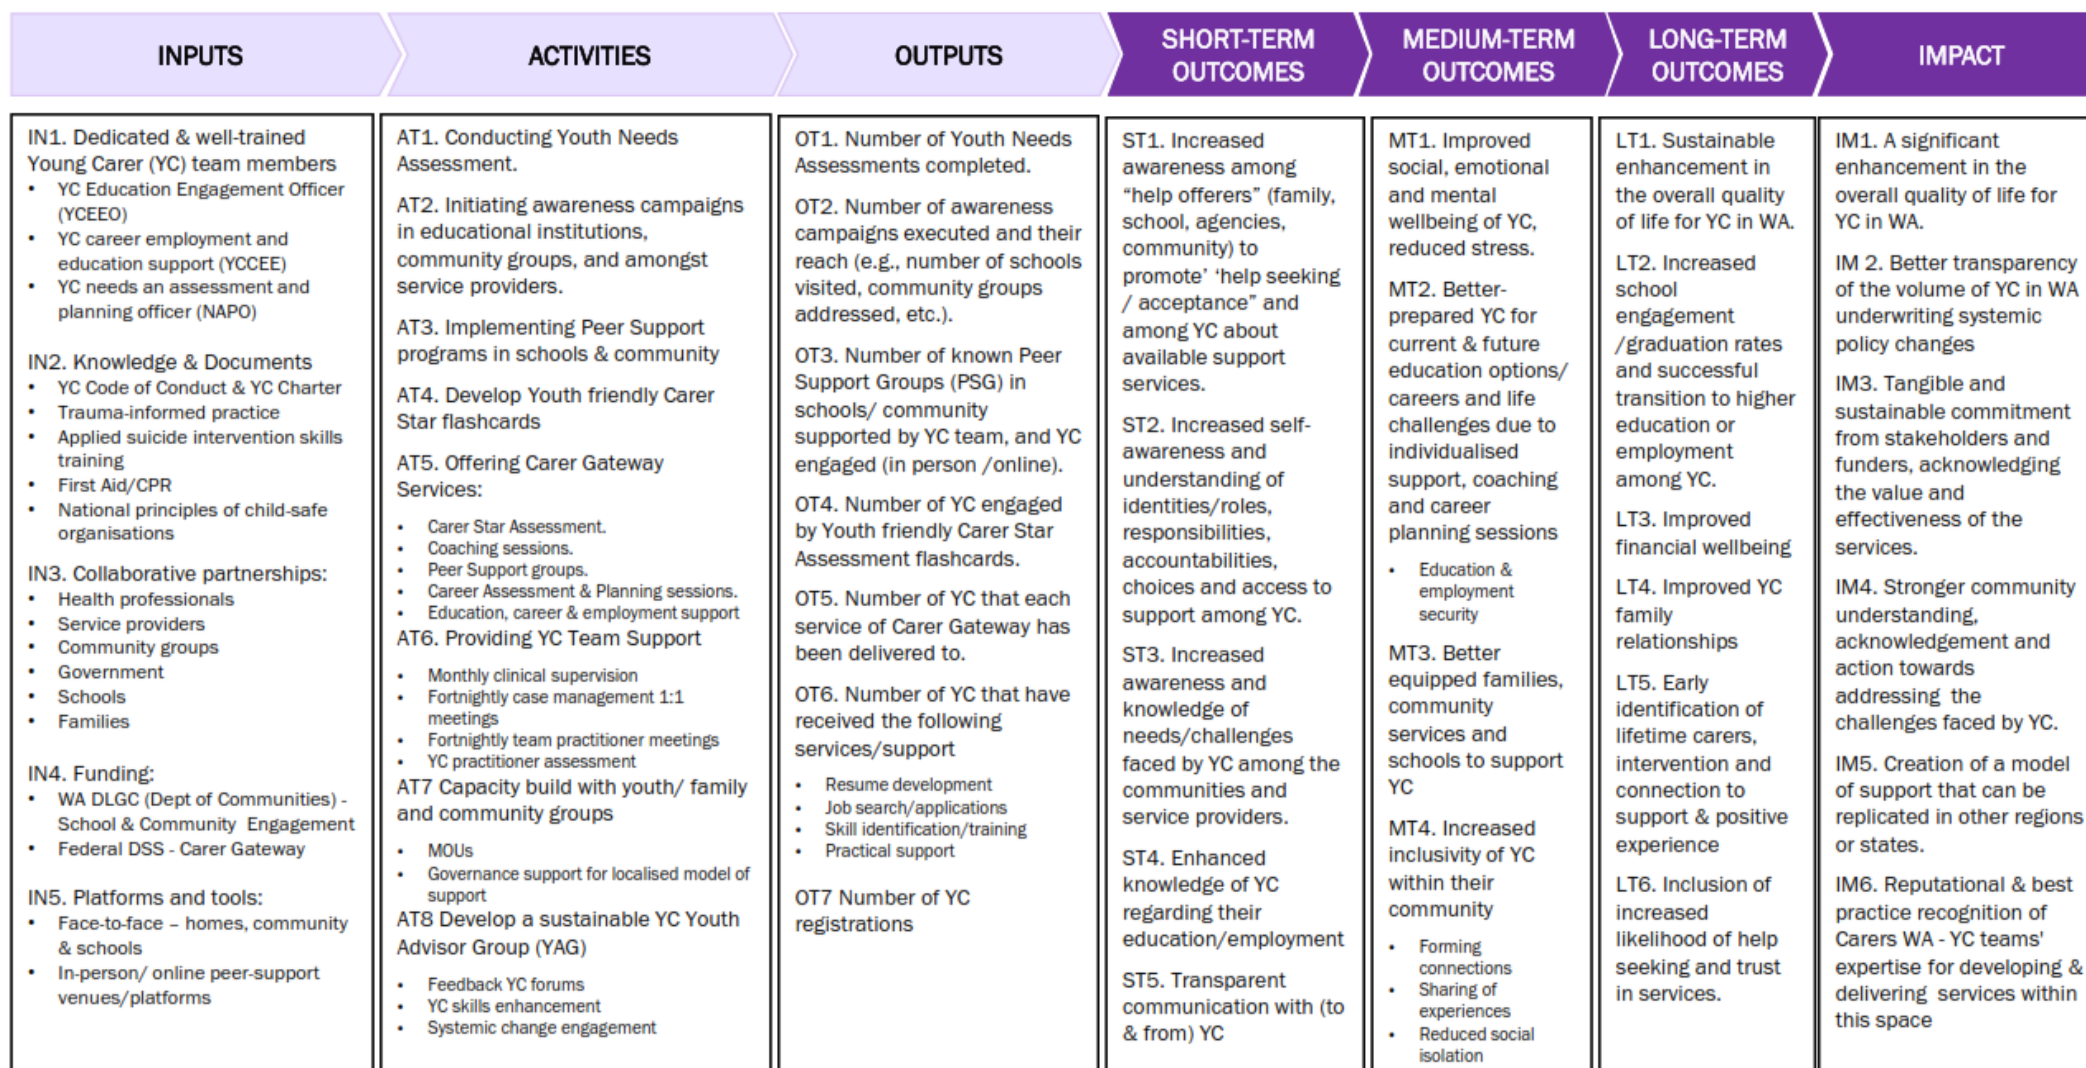 INPUTS
ACTIVITIES
OUTPUTS
SHORT-TERM
OUTCOMES
MEDIUM-TERM
OUTCOMES
LONG-TERM
OUTCOMES
IMPACT
IN1. Dedicated & well-trained
Young Carer (YC) team members
• YC Education Engagement Officer
(YCEEO)
• YC career employment and
education support (YCCEE)
• YC needs an assessment and
planning officer (NAPO)
IN2. Knowledge & Documents
• YC Code of Conduct & YC Charter
• Trauma-informed practice
• Applied suicide intervention skills
training
• First Aid/CPR
• National principles of child-safe
organisations
IN3. Collaborative partnerships:
• Health professionals
• Service providers
• Community groups
• Government
• Schools
• Families
IN4. Funding:
• WA DLGC (Dept of Communities) -
School & Community Engagement
• Federal DSS - Carer Gateway
IN5. Platforms and tools:
• Face-to-face – homes, community
& schools
• In-person/ online peer-support
venues/platforms
AT1. Conducting Youth Needs
Assessment.
AT2. Initiating awareness campaigns
in educational institutions,
community groups, and amongst
service providers.
AT3. Implementing Peer Support
programs in schools & community
AT4. Develop Youth friendly Carer
Star flashcards
AT5. Offering Carer Gateway
Services:
• Carer Star Assessment.
• Coaching sessions.
• Peer Support groups.
• Career Assessment & Planning sessions.
• Education, career & employment support
AT6. Providing YC Team Support
• Monthly clinical supervision
• Fortnightly case management 1:1
meetings
• Fortnightly team practitioner meetings
• YC practitioner assessment
AT7 Capacity build with youth/ family
and community groups
• MOUs
• Governance support for localised model of
support
AT8 Develop a sustainable YC Youth
Advisor Group (YAG)
• Feedback YC forums
• YC skills enhancement
• Systemic change engagement
OT1. Number of Youth Needs
Assessments completed.
OT2. Number of awareness
campaigns executed and their
reach (e.g., number of schools
visited, community groups
addressed, etc.).
OT3. Number of known Peer
Support Groups (PSG) in
schools/ community
supported by YC team, and YC
engaged (in person /online).
OT4. Number of YC engaged
by Youth friendly Carer Star
Assessment flashcards.
OT5. Number of YC that each
service of Carer Gateway has
been delivered to.
OT6. Number of YC that have
received the following
services/support
• Resume development
• Job search/applications
• Skill identification/training
• Practical support
OT7 Number of YC
registrations
ST1. Increased
awareness among
“help offerers” (family,
school, agencies,
community) to
promote’ ‘help seeking
/ acceptance” and
among YC about
available support
services.
ST2. Increased self-
awareness and
understanding of
identities/roles,
responsibilities,
accountabilities,
choices and access to
support among YC.
ST3. Increased
awareness and
knowledge of
needs/challenges
faced by YC among the
communities and
service providers.
ST4. Enhanced
knowledge of YC
regarding their
education/employment
ST5. Transparent
communication with (to
& from) YC
MT1. Improved
social, emotional
and mental
wellbeing of YC,
reduced stress.
MT2. Better-
prepared YC for
current & future
education options/
careers and life
challenges due to
individualised
support, coaching
and career
planning sessions
• Education &
employment
security
MT3. Better
equipped families,
community
services and
schools to support
YC
MT4. Increased
inclusivity of YC
within their
community
• Forming
connections
• Sharing of
experiences
• Reduced social
isolation
LT1. Sustainable
enhancement in
the overall quality
of life for YC in WA.
LT2. Increased
school
engagement
/graduation rates
and successful
transition to higher
education or
employment
among YC.
LT3. Improved
financial wellbeing
LT4. Improved YC
family
relationships
LT5. Early
identification of
lifetime carers,
intervention and
connection to
support & positive
experience
LT6. Inclusion of
increased
likelihood of help
seeking and trust
in services.
IM1. A significant
enhancement in the
overall quality of life for
YC in WA.
IM 2. Better transparency
of the volume of YC in WA
underwriting systemic
policy changes
IM3. Tangible and
sustainable commitment
from stakeholders and
funders, acknowledging
the value and
effectiveness of the
services.
IM4. Stronger community
understanding,
acknowledgement and
action towards
addressing the
challenges faced by YC.
IM5. Creation of a model
of support that can be
replicated in other regions
or states.
IM6. Reputational & best
practice recognition of
Carers WA - YC teams'
expertise for developing &
delivering services within
this space